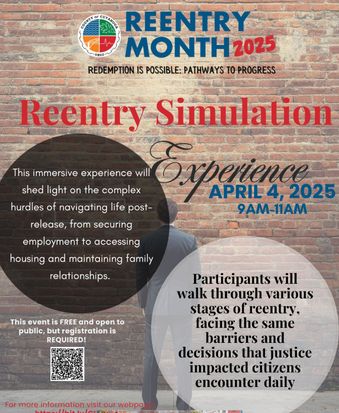 REENTRY
MONTH 2025
REDEMPTION IS POSSIBLE: PATHWAYS TO PROGRESS
Reentry Simulation
Experience
This immersive experience will
shed light on the complex
hurdles of navigating life post-
release, from securing
employment to accessing
housing and maintaining family
relationships.
APRIL 4, 2025
9AM-11AM
Participants will
walk through various
stages of reentry,
facing the same
barriers and
decisions that justice
impacted citizens
encounter daily
This event is FREE and open to
public, but registration is
REQUIRED!
For more information visit our webpage